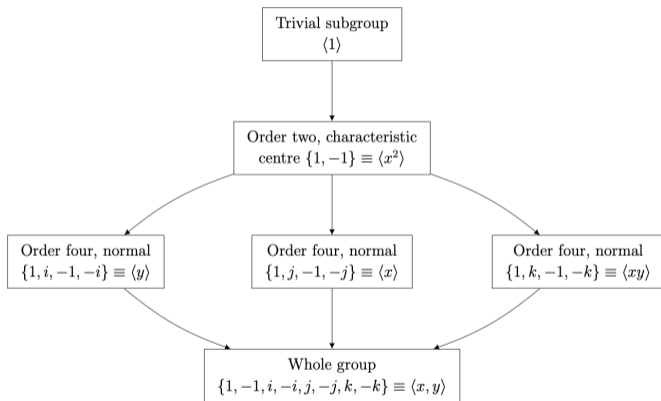 Trivial subgroup
⟨1⟩
Order two, characteristic
centre {1, −1} ≡ ⟨x²⟩
Order four, normal
{1, i, −1, −i} ≡ ⟨y⟩
Order four, normal
{1, j, −1, −j} ≡ ⟨x⟩
Order four, normal
{1, k, −1, −k} ≡ ⟨xy⟩
Whole group
{1, −1, i, −i, j, −j, k, −k} ≡ ⟨x, y⟩